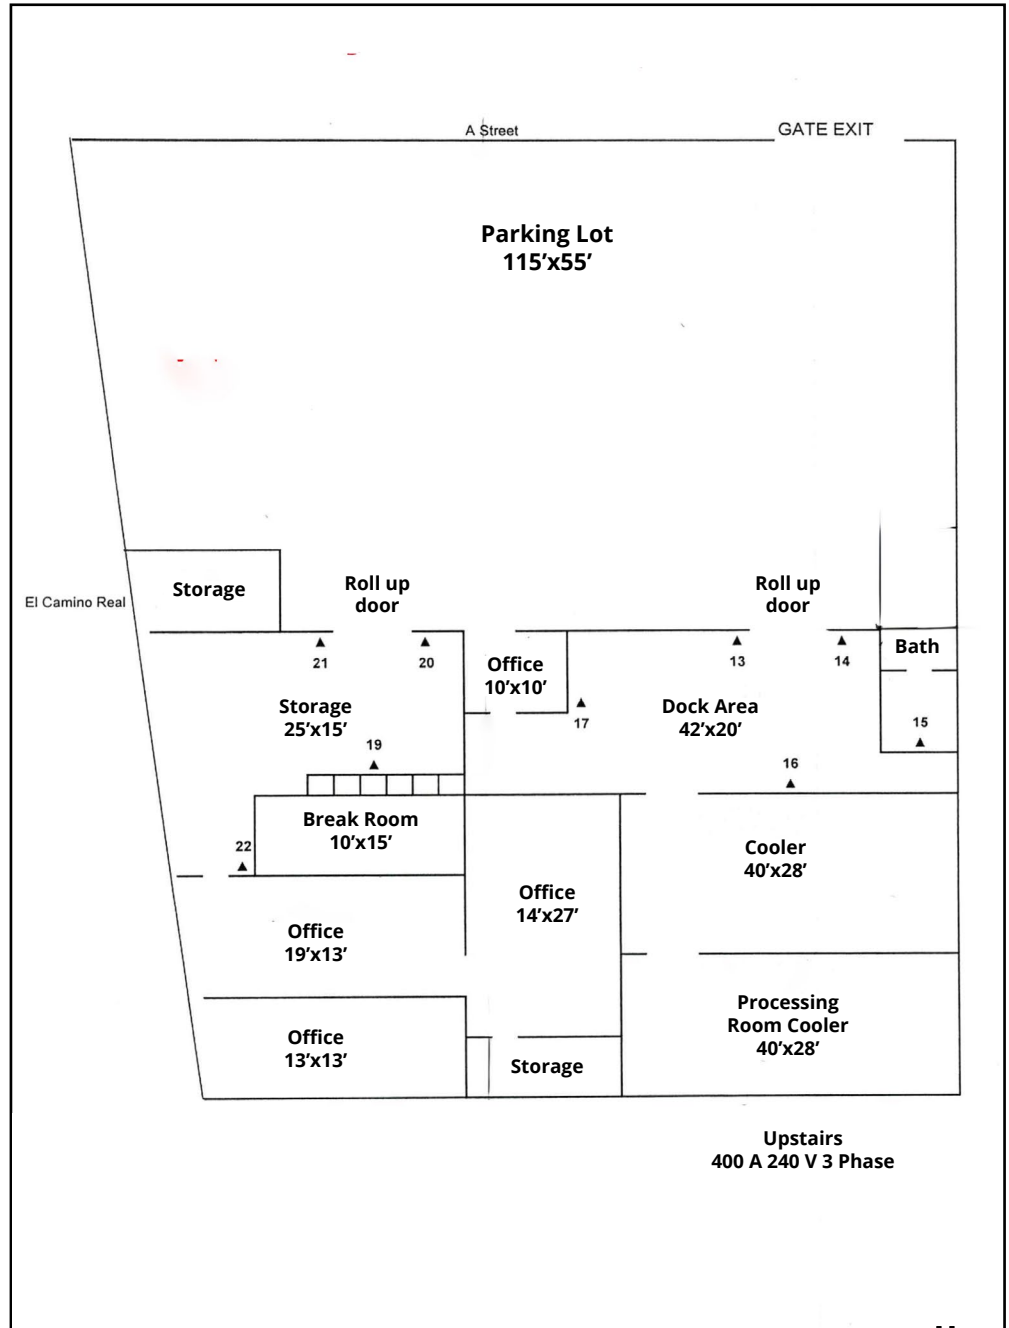 A Street
GATE EXIT
Parking Lot
115’x55’
El Camino Real
Storage
Roll up
door
Roll up
door
21
20
Office
10’x10’
13
14
Bath
Storage
25’x15’
17
Dock Area
42’x20’
15
19
16
Break Room
10’x15’
22
Cooler
40’x28’
Office
14’x27’
Office
19’x13’
Processing
Room Cooler
40’x28’
Office
13’x13’
Storage
Upstairs
400 A 240 V 3 Phase